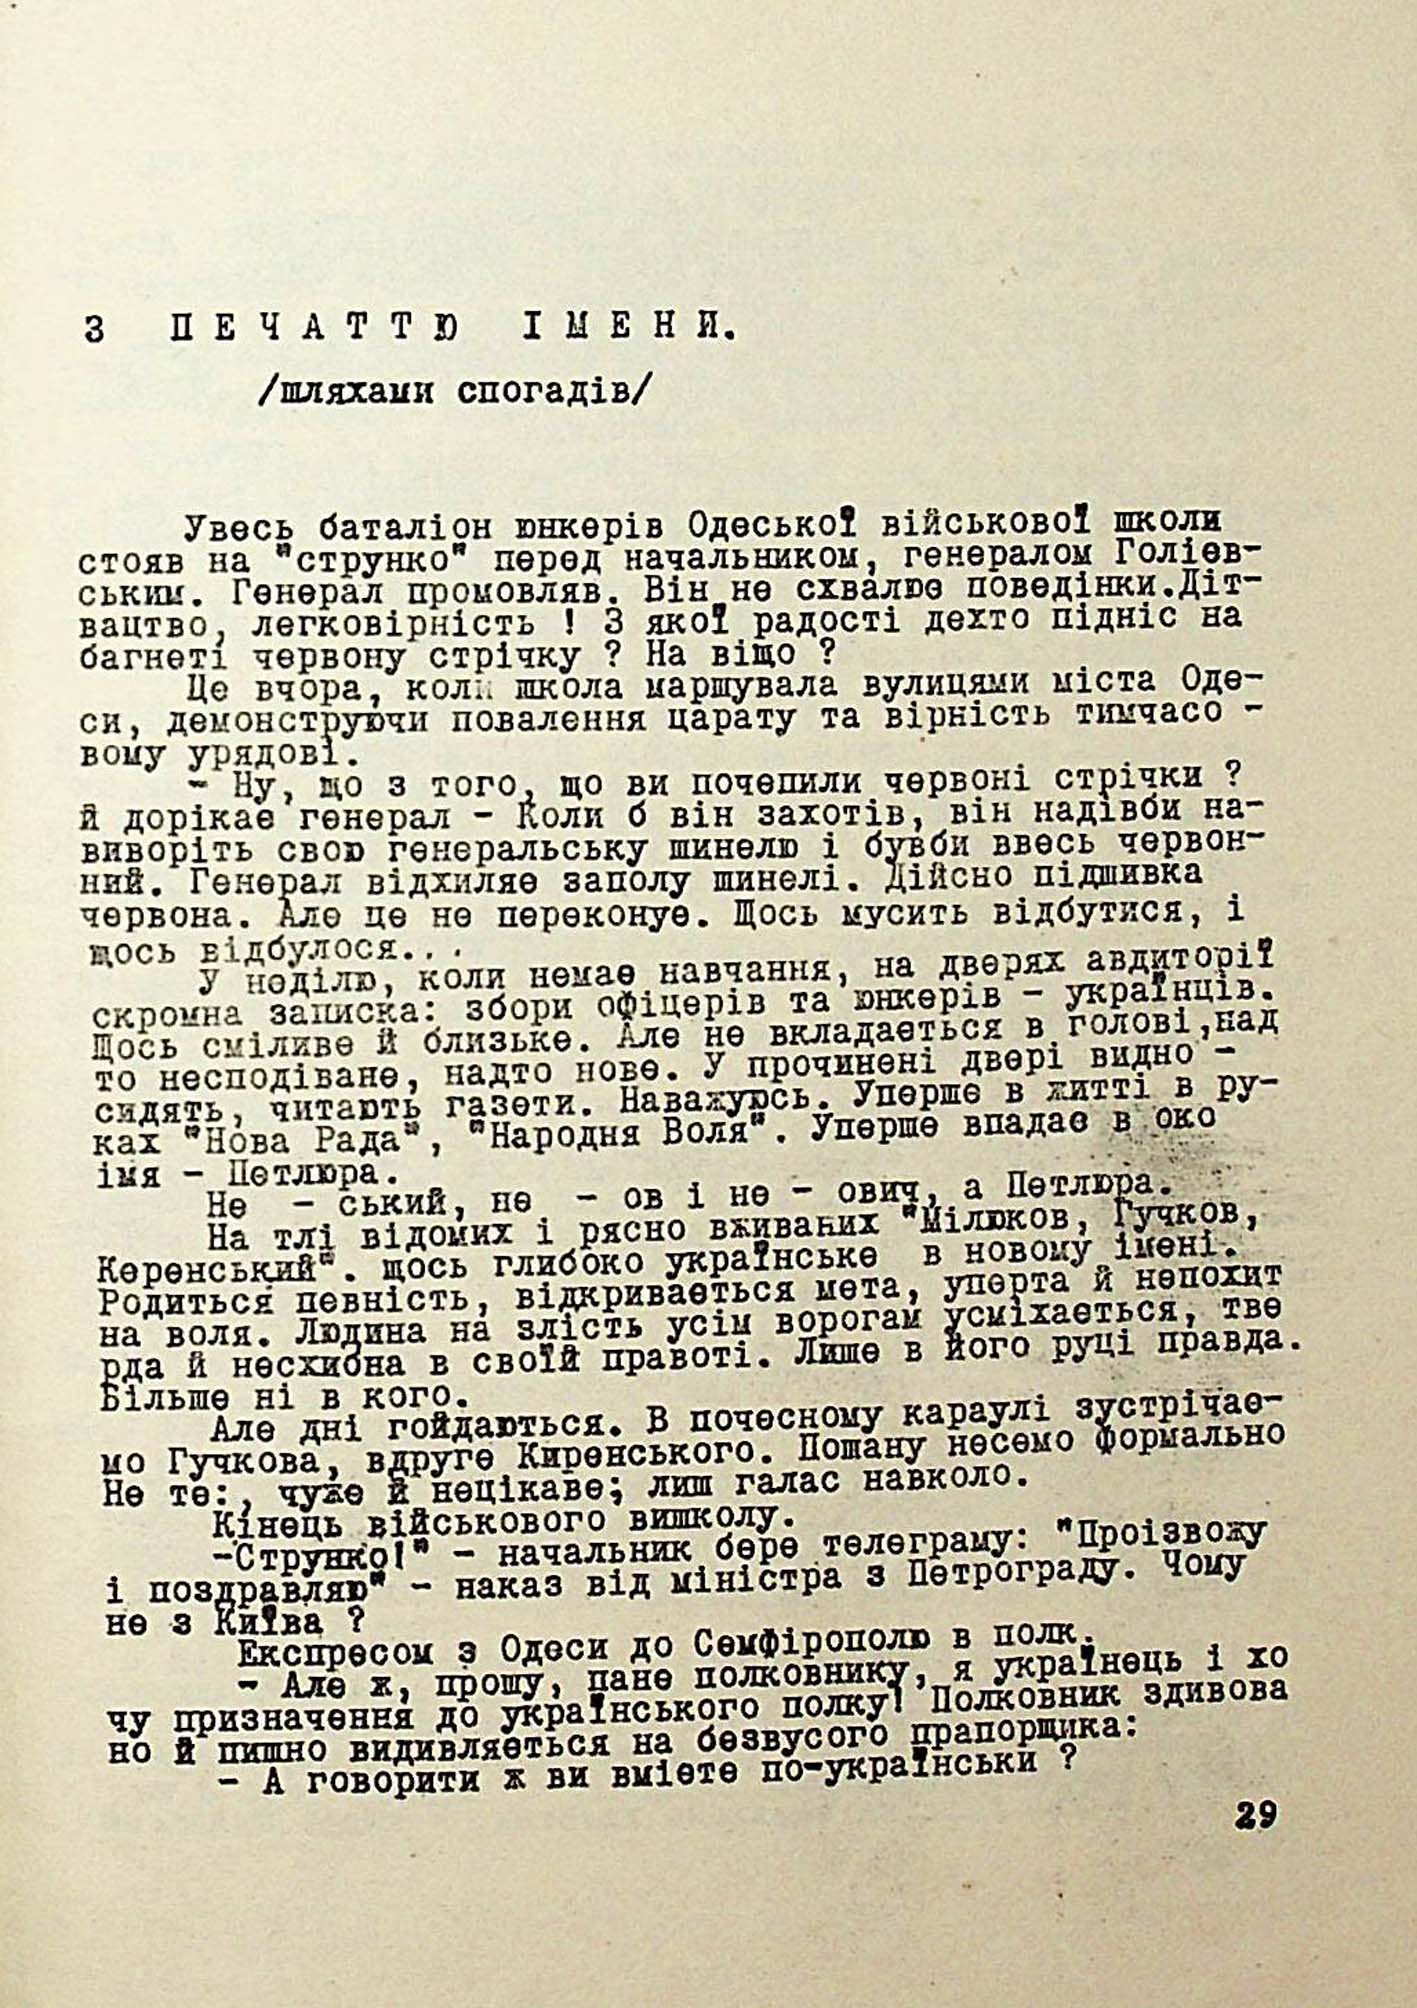 З ПЕЧАТТЮ ІМЕНИ.
/шляхами спогадів/
Увесь баталіон юнкерів Одеської військової школи
стояв на "струнко" перед начальником, генералом Голієв-
ським. Генерал промовляв. Він не схвалює поведінки.Діт-
вацтво, легковірність ! З якої радості дехто підніс на
багнеті червону стрічку ? На віщо ?
Це вчора, коли школа маршувала вулицями міста Оде-
си, демонструючи повалення царату та вірність тимчасо -
вому урядові.
- Ну, що з того, що ви почепили червоні стрічки ?
й дорікає генерал - Коли б він захотів, він надівби на-
виворіть свою генеральську шинелю і бувби ввесь червон-
ний. Генерал відхиляє заполу шинелі. Дійсно підшивка
червона. Але це не переконує. Щось мусить відбутися, і
щось відбулося...
У неділю, коли немає навчання, на дверях авдиторії
скромна записка: збори офіцерів та юнкерів - українців.
Щось сміливе й близьке. Але не вкладається в голові,над
то несподіване, надто нове. У прочинені двері видно -
сидять, читають газети. Наважуюсь. Уперше в житті в ру-
ках "Нова Рада", "Народня Воля". Уперше впадає в око
імя - Петлюра.
Не - ський, не - ов і не - ович, а Петлюра.
На тлі відомих і рясно вживаних "Мілюков, Гучков,
Керенський". щось глибоко українське в новому імені.
Родиться певність, відкривається мета, уперта й непохит
на воля. Людина на злість усім ворогам усміхається, тве
рда й несхибна в своїй правоті. Лише в його руці правда.
Більше ні в кого.
Але дні гойдаються. В почесному караулі зустрічає-
мо Гучкова, вдруге Киренського. Пошану несемо формально
Не те:, чуже й нецікаве; лиш галас навколо.
Кінець військового вишколу.
-"Струнко!" - начальник бере телеграму: "Проізвожу
і поздравляю" - наказ від міністра з Петрограду. Чому
не з Київа ?
Експресом з Одеси до Семфірополю в полк.
- Але ж, прошу, пане полковнику, я українець і хо
чу призначення до українського полку! Полковник здивова
но й пишно видивляється на безвусого прапорщика:
- А говорити ж ви вмієте по-українськи ?
29